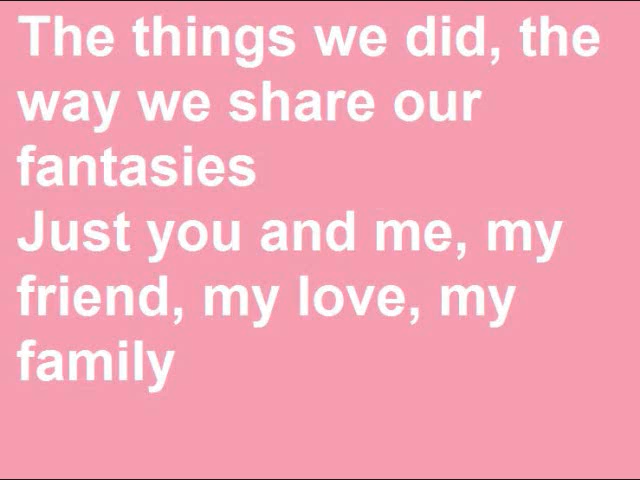 The things we did, the
way we share our
fantasies
Just you and me, my
friend, my love, my
family